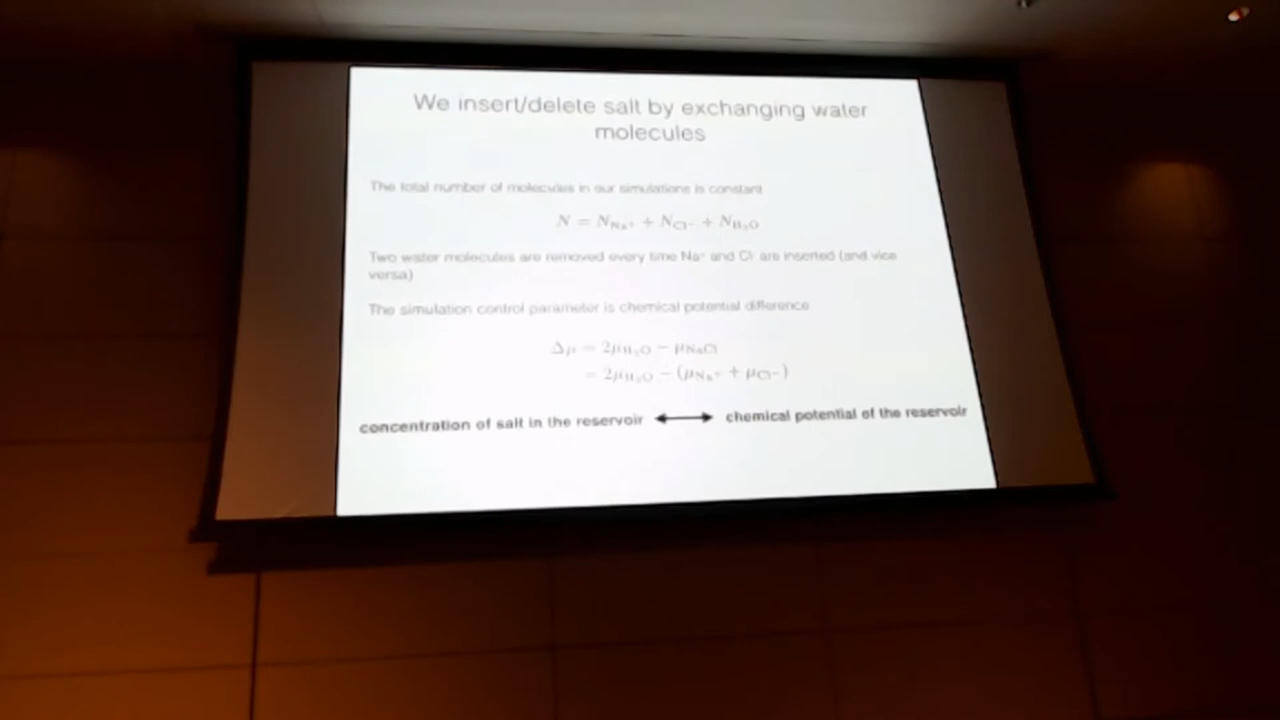 We insert/delete salt by exchanging water
molecules
The total number of molecules in our simulations is constant
N = N_Na⁺ + N_Cl⁻ + N_H₂O
Two water molecules are removed every time Na⁺ and Cl⁻ are inserted (and vice
versa)
The simulation control parameter is chemical potential difference
Δμ = 2μ_H₂O − μ_NaCl
= 2μ_H₂O − (μ_Na⁺ + μ_Cl⁻)
concentration of salt in the reservoir ⟷ chemical potential of the reservoir